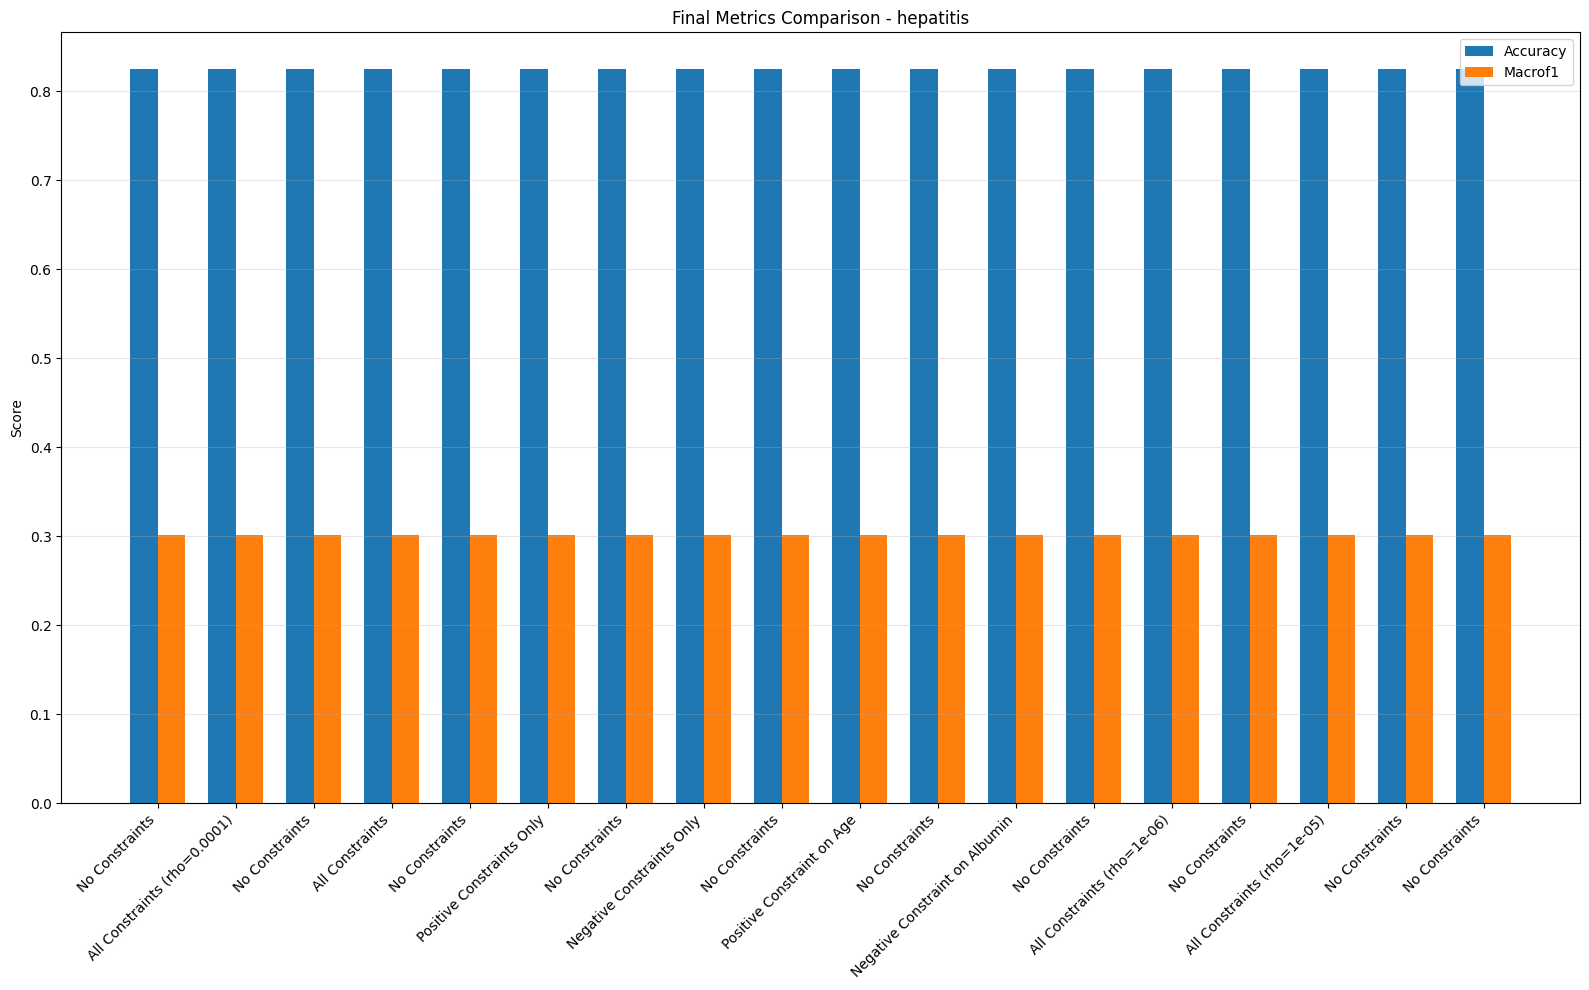 Final Metrics Comparison - hepatitis
Accuracy
Macrof1
Score
0.8
0.7
0.6
0.5
0.4
0.3
0.2
0.1
0.0
No Constraints
All Constraints (rho=0.0001)
No Constraints
All Constraints
No Constraints
Positive Constraints Only
No Constraints
Negative Constraints Only
No Constraints
Positive Constraint on Age
No Constraints
Negative Constraint on Albumin
No Constraints
All Constraints (rho=1e-06)
No Constraints
All Constraints (rho=1e-05)
No Constraints
No Constraints